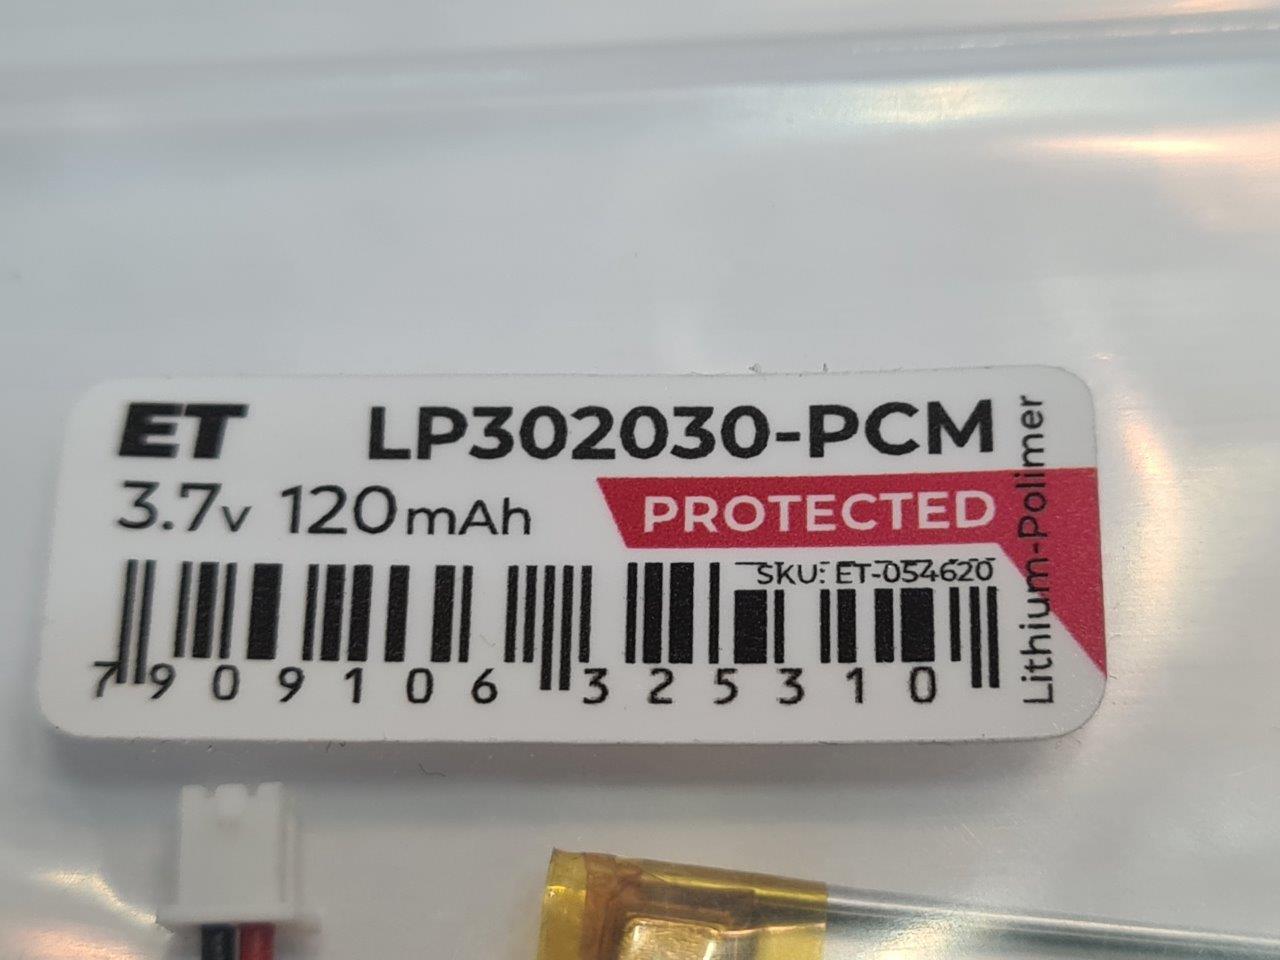 ET LP302030-PCM
3.7v 120mAh PROTECTED
SKU: ET-054620
7 909106 325310
Lithium-Polimer